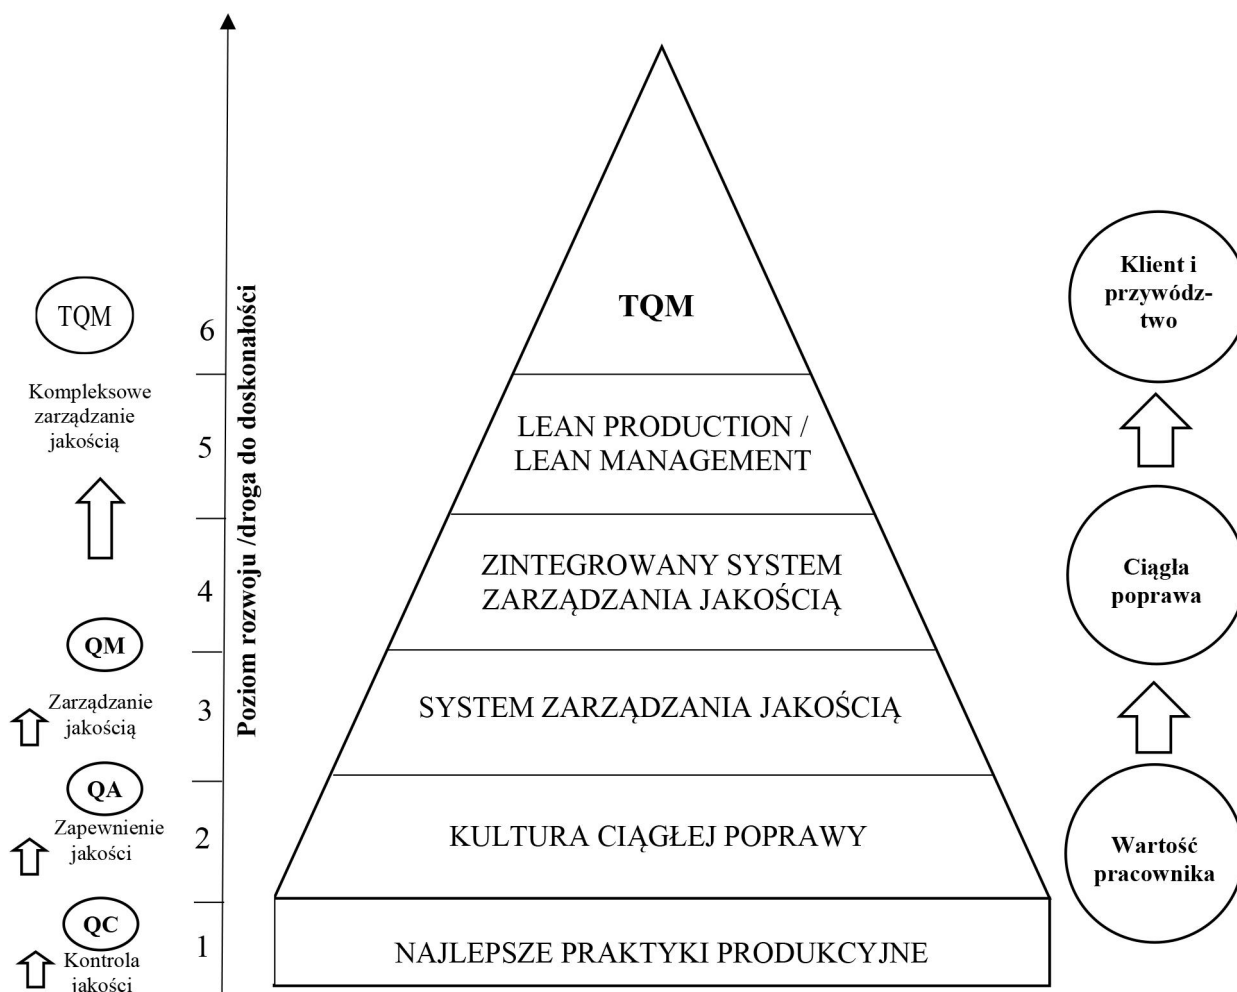 TQM
Kompleksowe
zarządzanie
jakością
QM
Zarządzanie
jakością
QA
Zapewnienie
jakości
QC
Kontrola
jakości
6
5
4
3
2
1
Poziom rozwoju /droga do doskonałości
TQM
LEAN PRODUCTION /
LEAN MANAGEMENT
ZINTEGROWANY SYSTEM
ZARZĄDZANIA JAKOŚCIĄ
SYSTEM ZARZĄDZANIA JAKOŚCIĄ
KULTURA CIĄGŁEJ POPRAWY
NAJLEPSZE PRAKTYKI PRODUKCYJNE
Klient i
przywódz-
two
Ciągła
poprawa
Wartość
pracownika